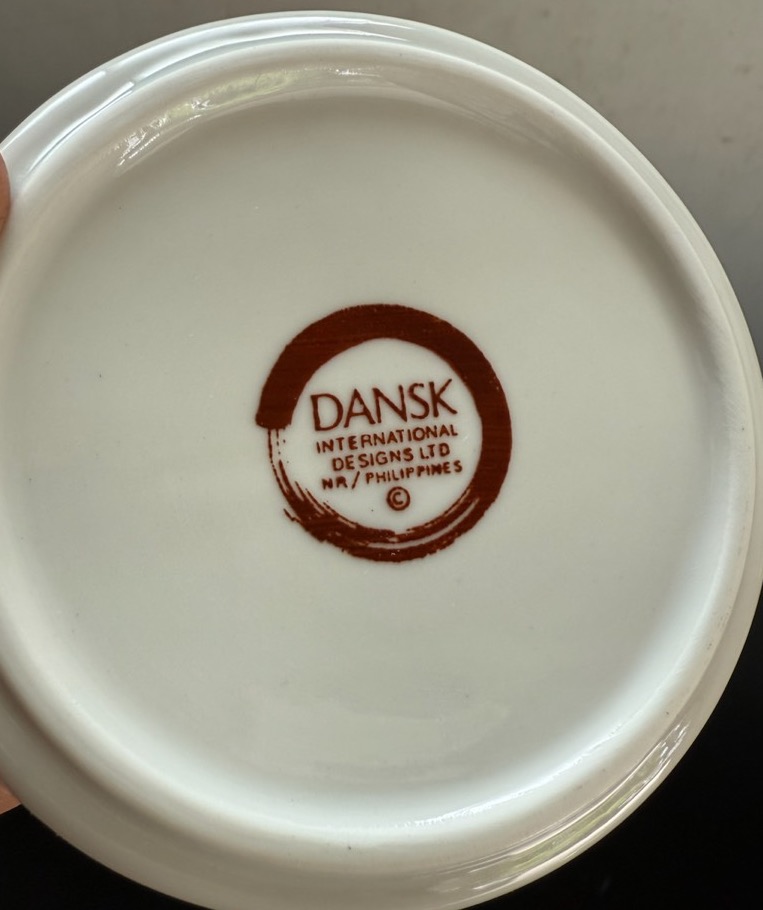 DANSK
INTERNATIONAL
DESIGNS LTD
NR/PHILIPPINES
©